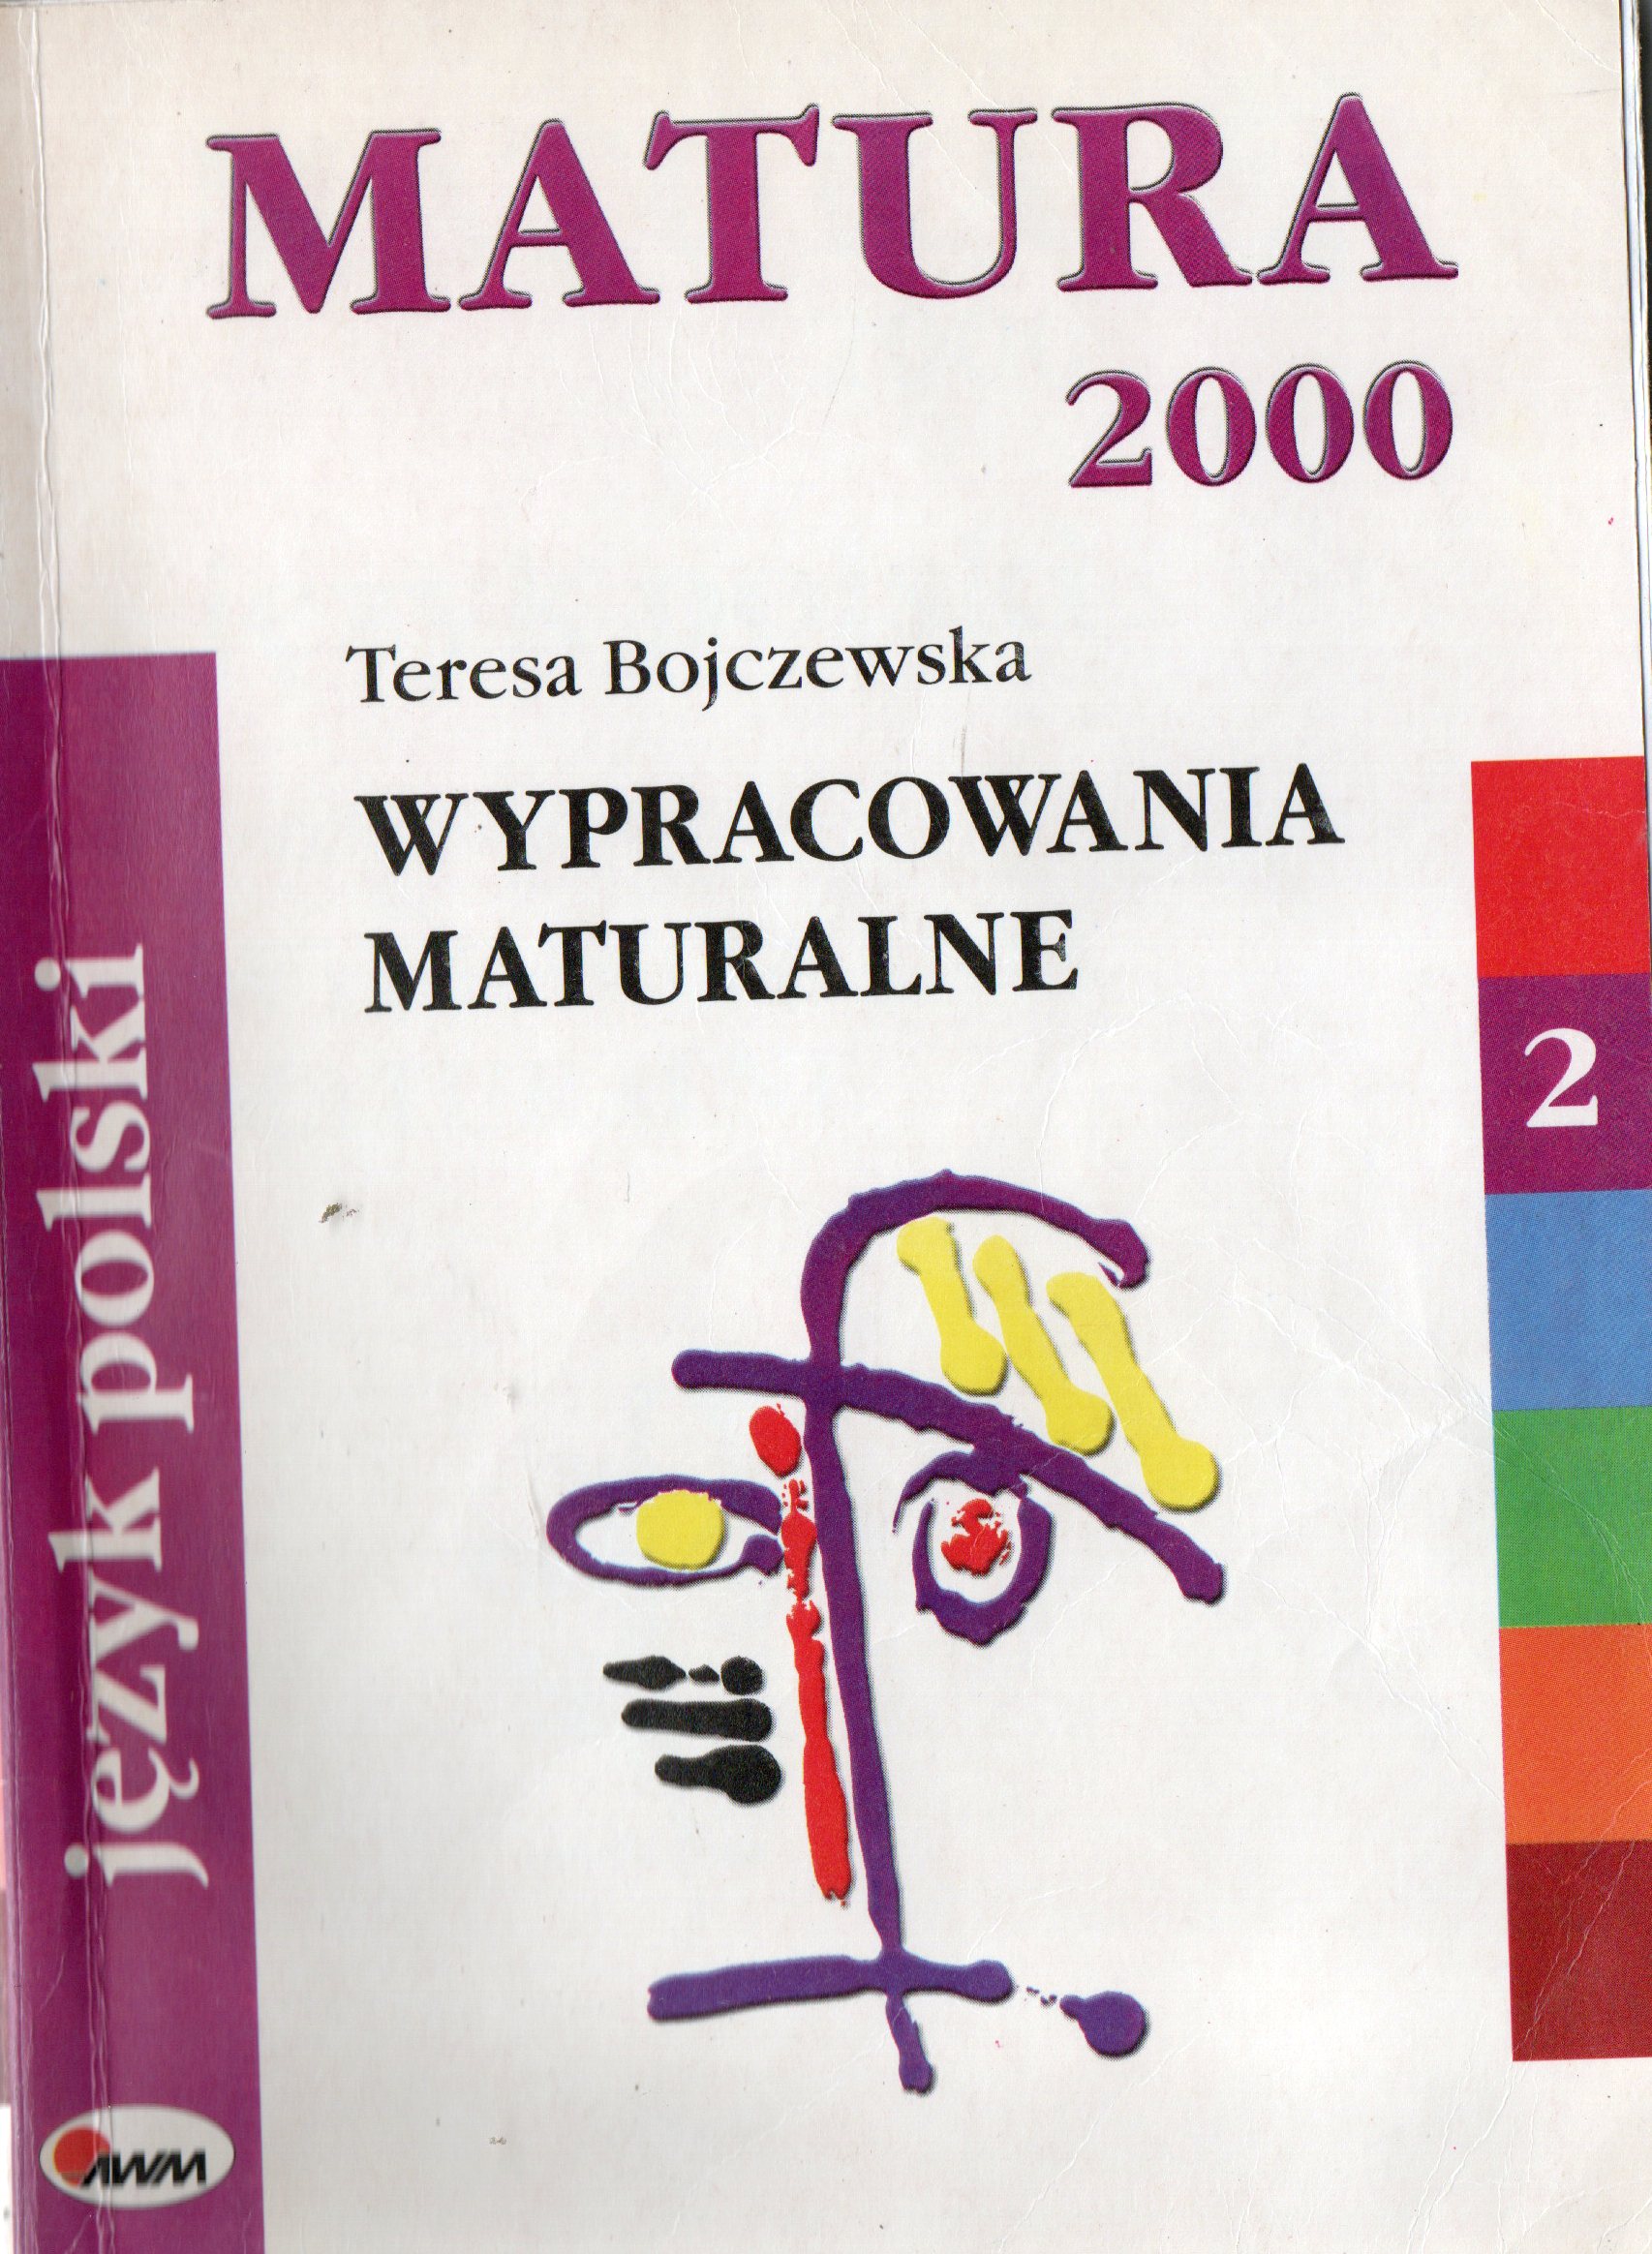 MATURA
2000
Teresa Bojczewska
WYPRACOWANIA
MATURALNE
2
język polski
AWM